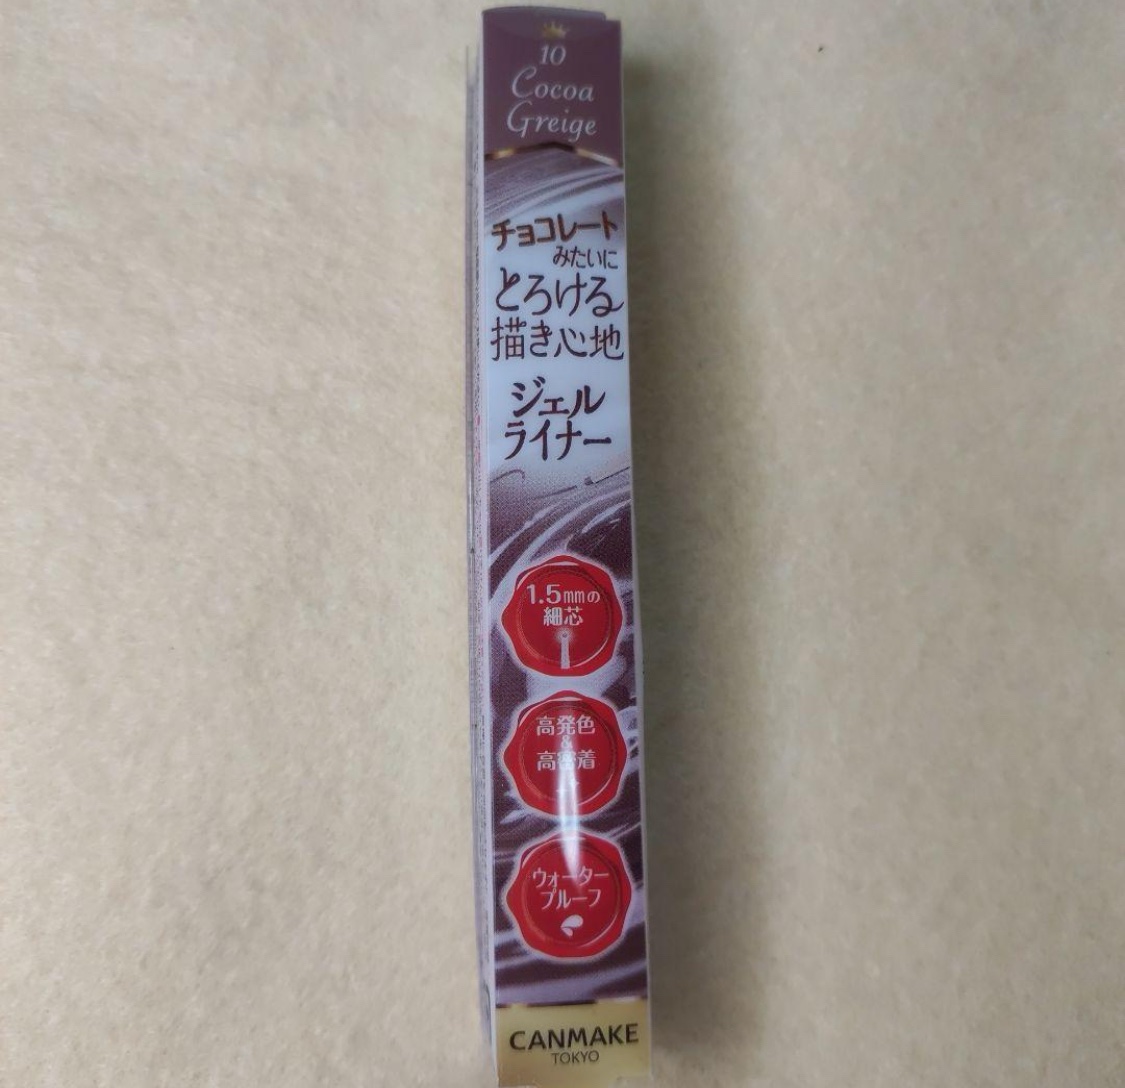 10
Cocoa
Greige
チョコレート
みたいに
とろける
描き心地
ジェル
ライナー
1.5mmの
細芯
高発色
&
高密着
ウォーター
プルーフ
CANMAKE
TOKYO